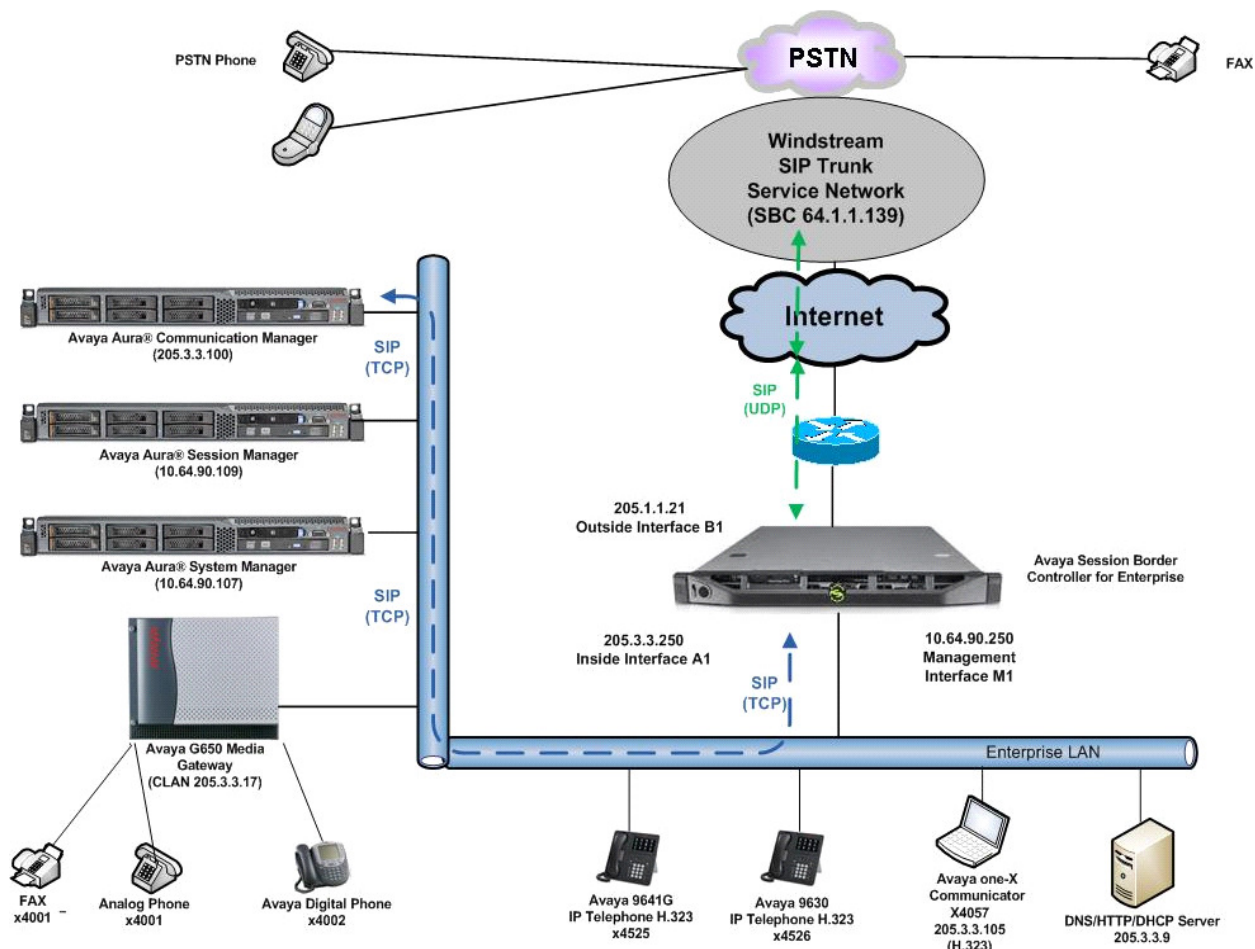 PSTN Phone
PSTN
FAX
Windstream
SIP Trunk
Service Network
(SBC 64.1.1.139)
Internet
SIP
(UDP)
Avaya Aura® Communication Manager
(205.3.3.100)
SIP
(TCP)
Avaya Aura® Session Manager
(10.64.90.109)
Avaya Aura® System Manager
(10.64.90.107)
SIP
(TCP)
205.1.1.21
Outside Interface B1
Avaya Session Border
Controller for Enterprise
205.3.3.250
Inside Interface A1
10.64.90.250
Management
Interface M1
SIP
(TCP)
Enterprise LAN
Avaya G650 Media
Gateway
(CLAN 205.3.3.17)
FAX
x4001 _
Analog Phone
x4001
Avaya Digital Phone
x4002
Avaya 9641G
IP Telephone H.323
x4525
Avaya 9630
IP Telephone H.323
x4526
Avaya one-X
Communicator
X4057
205.3.3.105
(H.323)
DNS/HTTP/DHCP Server
205.3.3.9